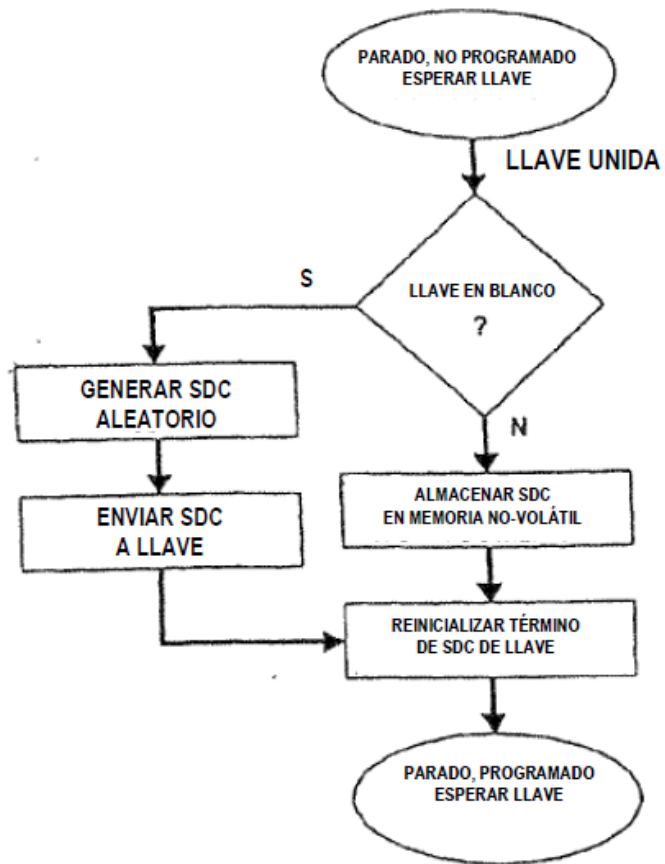 PARADO, NO PROGRAMADO
ESPERAR LLAVE
LLAVE UNIDA
LLAVE EN BLANCO
?
S
N
GENERAR SDC
ALEATORIO
ENVIAR SDC
A LLAVE
ALMACENAR SDC
EN MEMORIA NO-VOLÁTIL
REINICIALIZAR TÉRMINO
DE SDC DE LLAVE
PARADO, PROGRAMADO
ESPERAR LLAVE